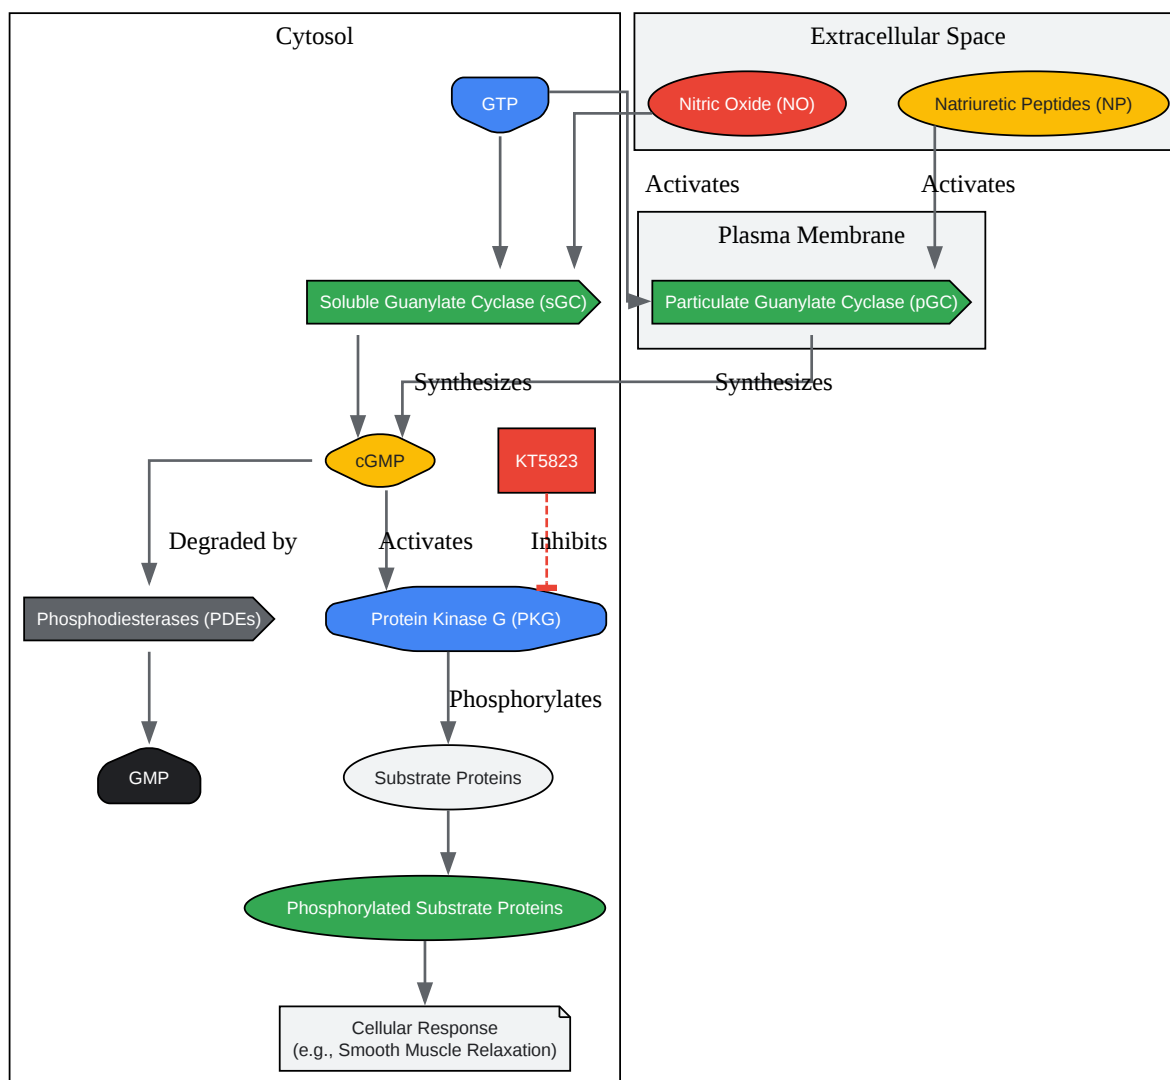 Cytosol
Extracellular Space
GTP
Nitric Oxide (NO)
Natriuretic Peptides (NP)
Activates
Activates
Plasma Membrane
Soluble Guanylate Cyclase (sGC)
Particulate Guanylate Cyclase (pGC)
Synthesizes
Synthesizes
cGMP
KT5823
Degraded by
Activates
Inhibits
Phosphodiesterases (PDEs)
Protein Kinase G (PKG)
Phosphorylates
GMP
Substrate Proteins
Phosphorylated Substrate Proteins
Cellular Response
(e.g., Smooth Muscle Relaxation)